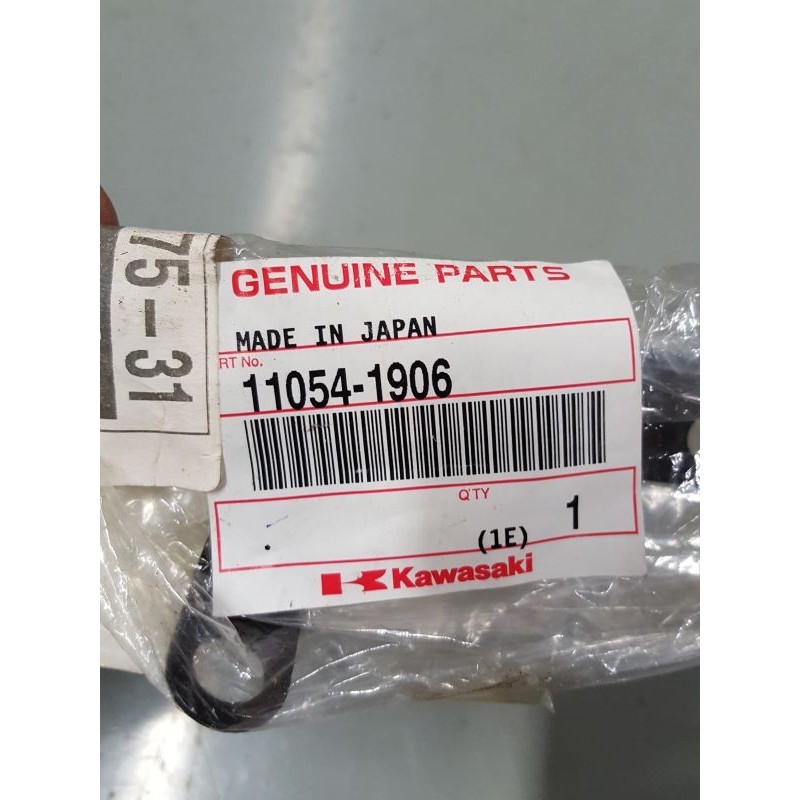 75-31
GENUINE PARTS
MADE IN JAPAN
RT No.
11054-1906
Q'TY
1
(1E)
Kawasaki